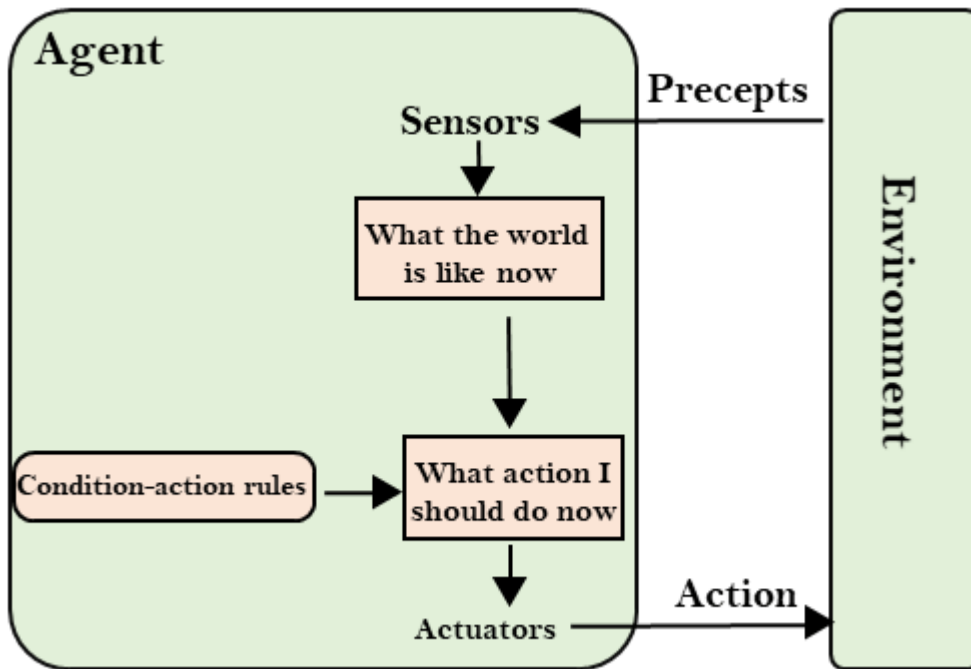 Agent
Precepts
Sensors
What the world
is like now
Environment
Condition-action rules
What action I
should do now
Action
Actuators